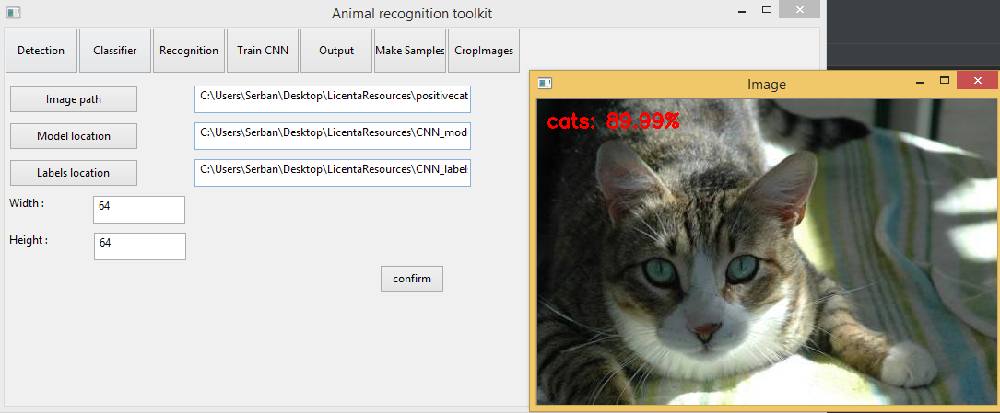 Animal recognition toolkit
Detection Classifier Recognition Train CNN Output Make Samples CropImages
Image path C:\Users\Serban\Desktop\LicentaResources\positivecat
Model location C:\Users\Serban\Desktop\LicentaResources\CNN_mod
Labels location C:\Users\Serban\Desktop\LicentaResources\CNN_label
Width : 64
Height : 64
confirm
Image
cats: 89.99%